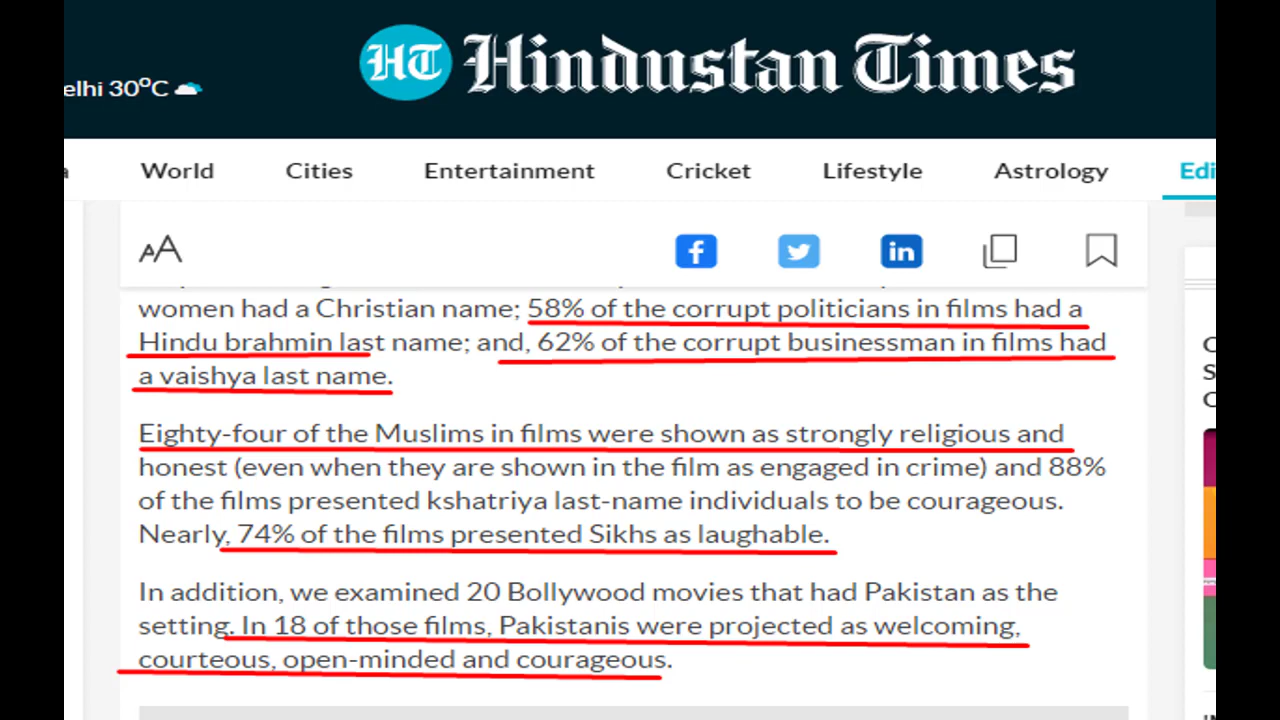 HT Hindustan Times
elhi 30°C
World Cities Entertainment Cricket Lifestyle Astrology Edi
AA
women had a Christian name; 58% of the corrupt politicians in films had a
Hindu brahmin last name; and, 62% of the corrupt businessman in films had
a vaishya last name.
Eighty-four of the Muslims in films were shown as strongly religious and
honest (even when they are shown in the film as engaged in crime) and 88%
of the films presented kshatriya last-name individuals to be courageous.
Nearly, 74% of the films presented Sikhs as laughable.
In addition, we examined 20 Bollywood movies that had Pakistan as the
setting. In 18 of those films, Pakistanis were projected as welcoming,
courteous, open-minded and courageous.